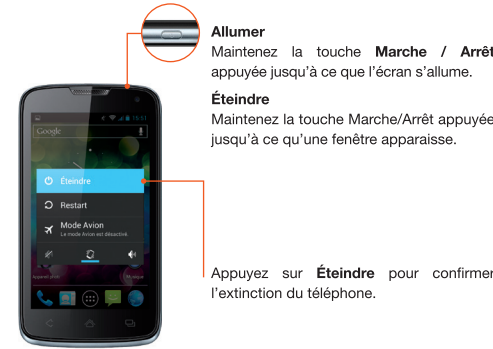 Allumer
Maintenez la touche Marche / Arrêt
appuyée jusqu'à ce que l'écran s'allume.
Éteindre
Maintenez la touche Marche/Arrêt appuyée
jusqu'à ce qu'une fenêtre apparaisse.
15:51
Google
Éteindre
Restart
Mode Avion
Le mode Avion est désactivé
Appuyez sur Éteindre pour confirmer
l'extinction du téléphone.